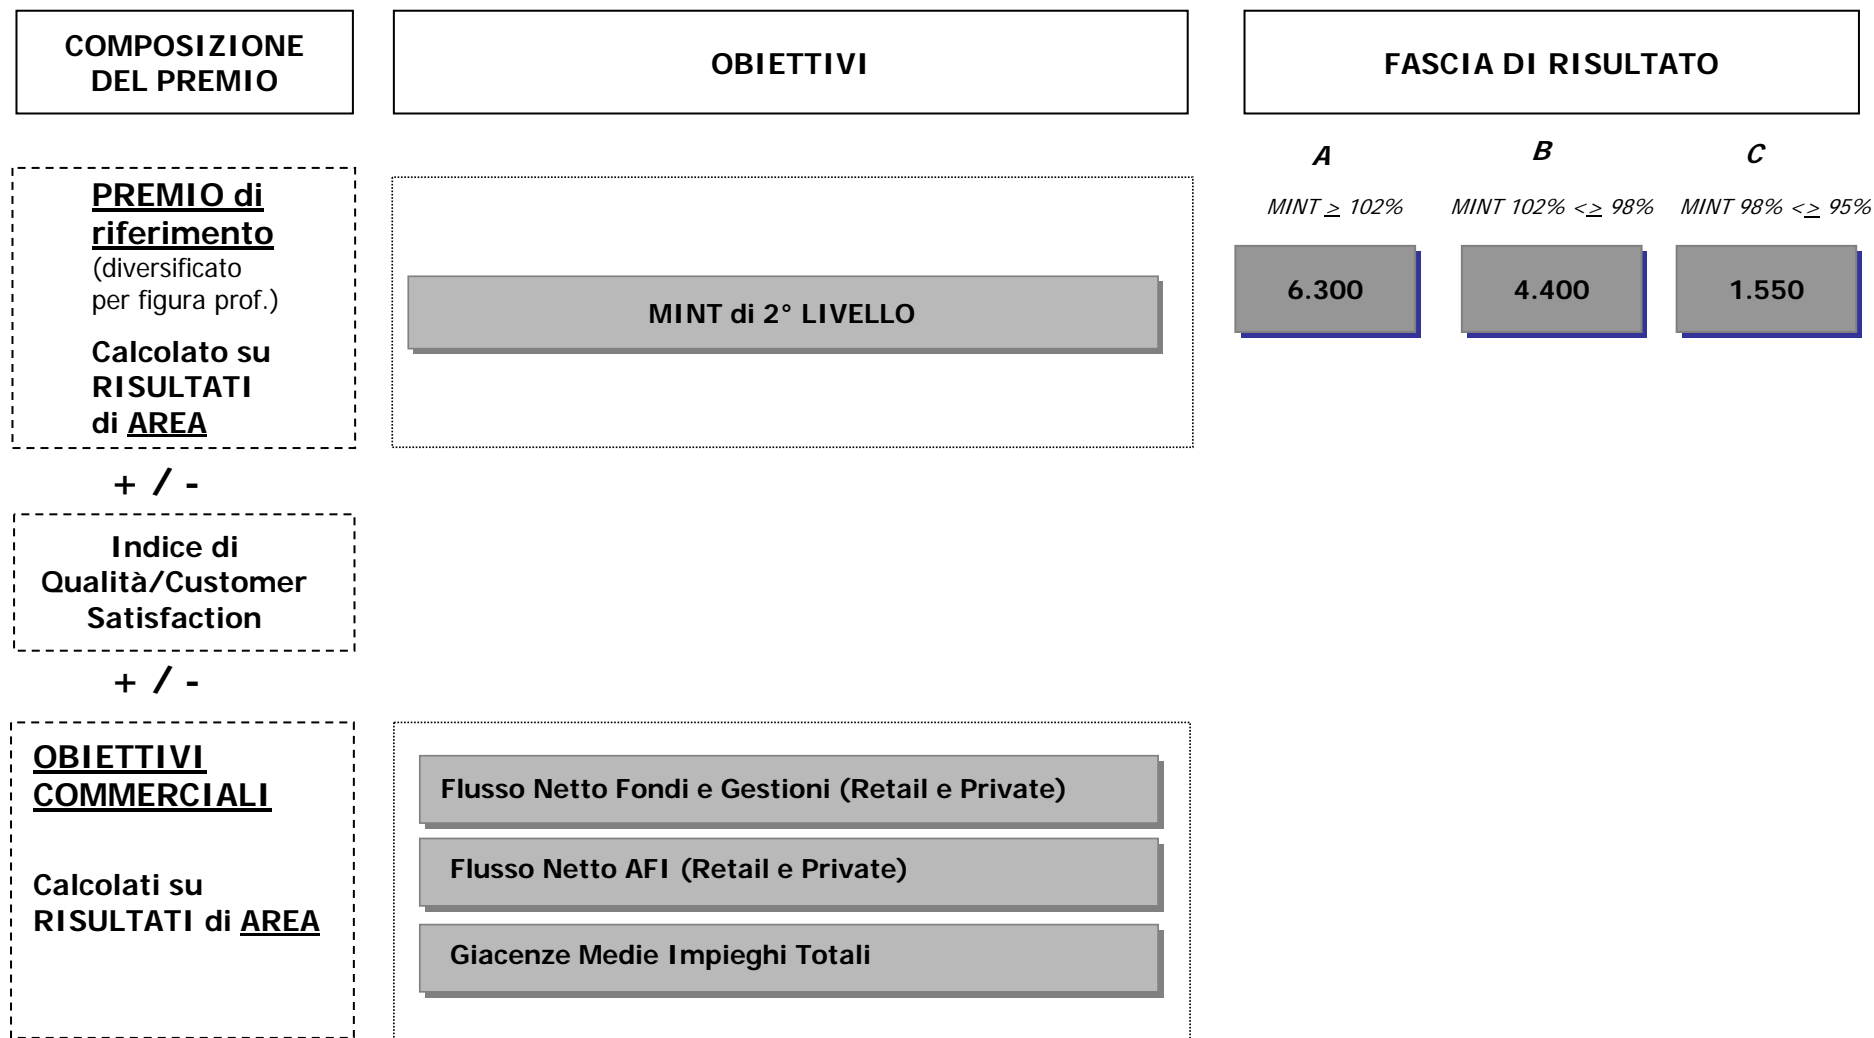 COMPOSIZIONE
DEL PREMIO
OBIETTIVI
FASCIA DI RISULTATO
A
B
C
MINT ≥ 102%
MINT 102% <≥ 98%
MINT 98% <≥ 95%
PREMIO di
riferimento
(diversificato
per figura prof.)
Calcolato su
RISULTATI
di AREA
MINT di 2° LIVELLO
6.300
4.400
1.550
+ / -
Indice di
Qualità/Customer
Satisfaction
+ / -
OBIETTIVI
COMMERCIALI
Calcolati su
RISULTATI di AREA
Flusso Netto Fondi e Gestioni (Retail e Private)
Flusso Netto AFI (Retail e Private)
Giacenze Medie Impieghi Totali